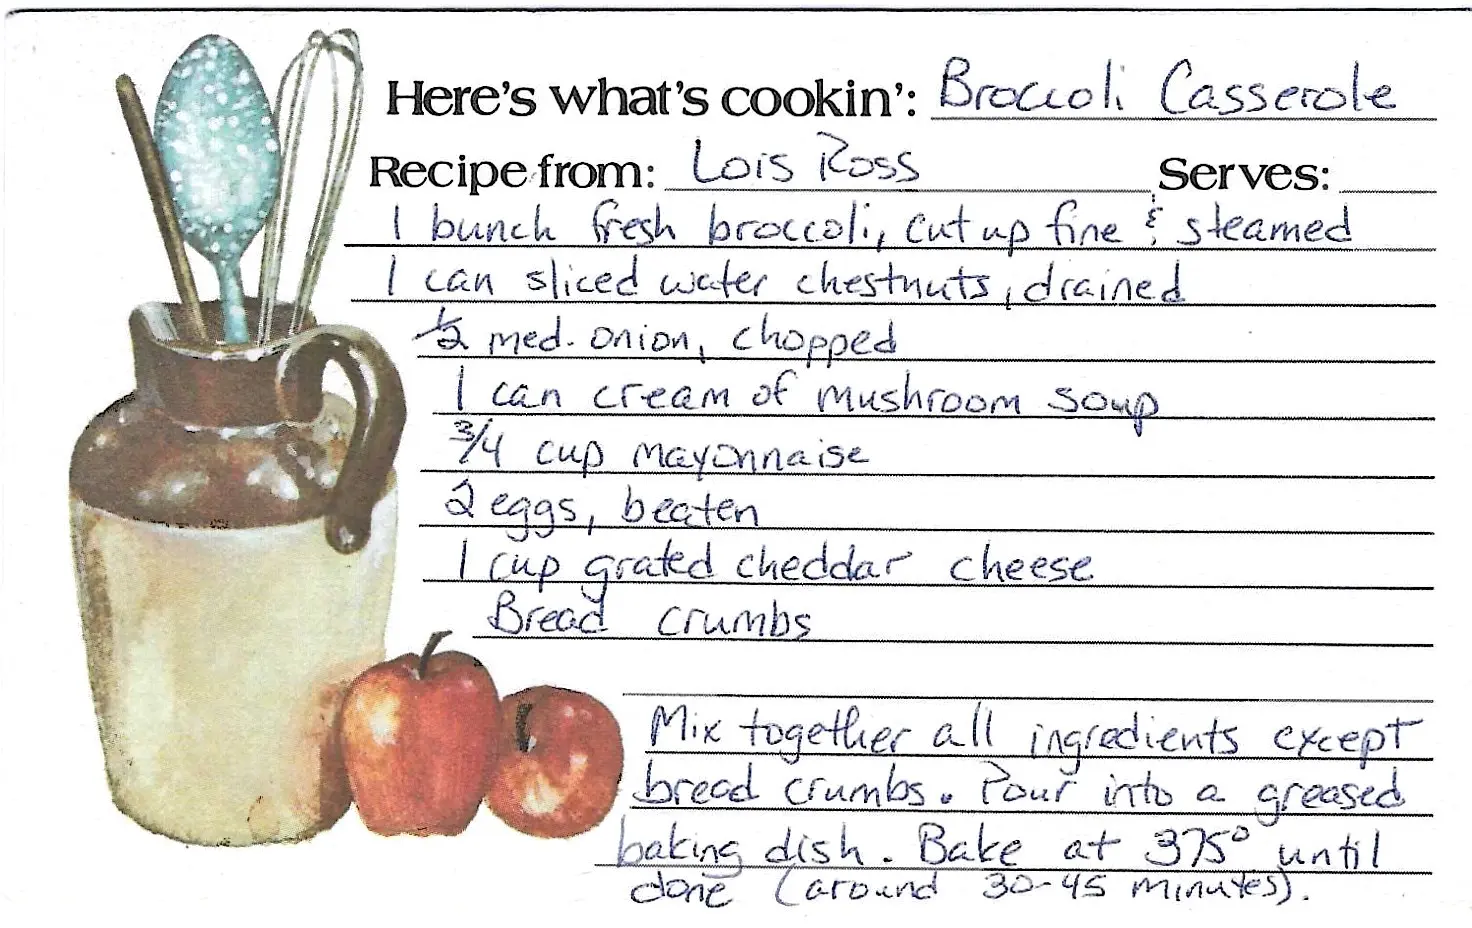 Here's what's cookin': Broccoli Casserole
Recipe from: Lois Ross Serves:
1 bunch fresh broccoli, cut up fine & steamed
1 can sliced water chestnuts, drained
1/2 med. onion, chopped
1 can cream of mushroom soup
3/4 cup mayonnaise
2 eggs, beaten
1 cup grated cheddar cheese
Bread crumbs
Mix together all ingredients except
bread crumbs. Pour into a greased
baking dish. Bake at 375° until
done (around 30-45 minutes).